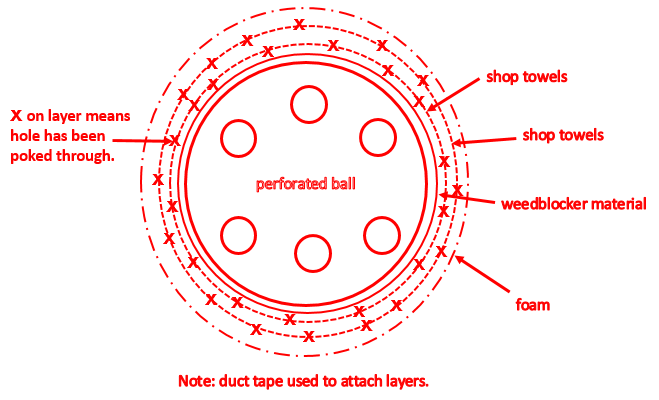 shop towels
X on layer means
hole has been
poked through.
shop towels
perforated ball
weedblocker material
foam
Note: duct tape used to attach layers.